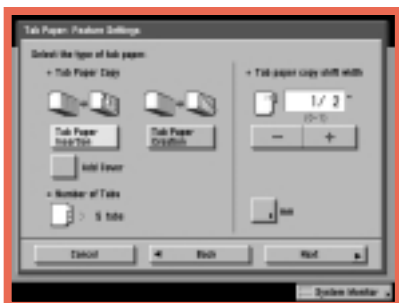 Tab Paper: Feature Settings
Select the type of tab paper.
• Tab Paper Copy
Tab Paper Insertion
Tab Paper Creation
Add Cover
• Number of Tabs
5 tabs
• Tab paper copy shift width
1/ 2 "
(0-1)
− +
mm
Cancel
◄ Back
Next
System Monitor